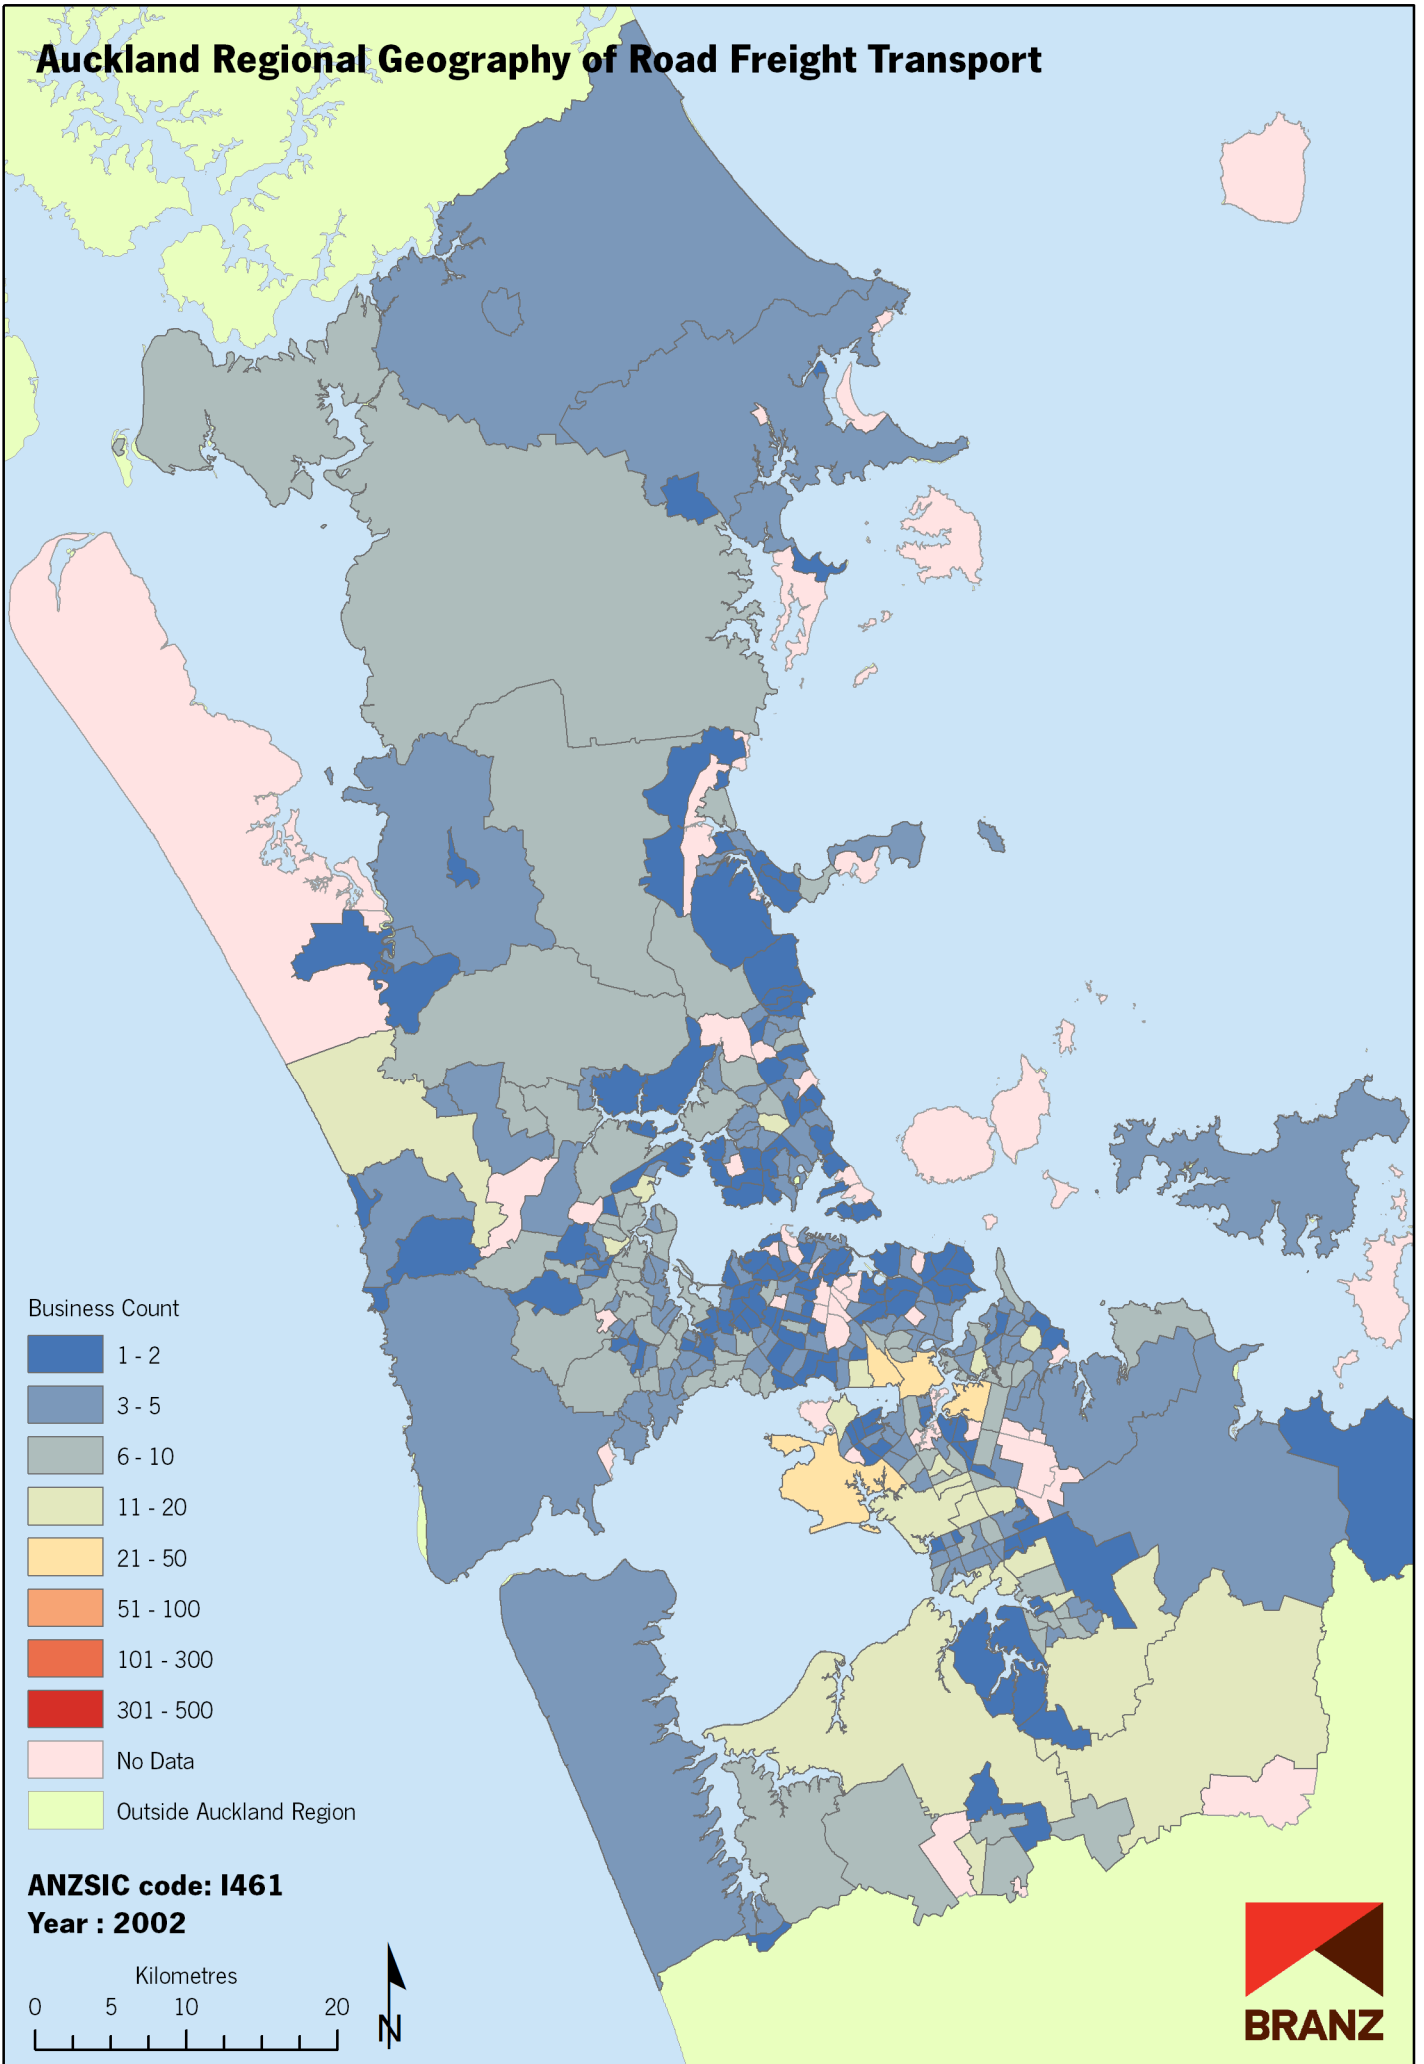 Auckland Regional Geography of Road Freight Transport
Business Count
1 - 2
3 - 5
6 - 10
11 - 20
21 - 50
51 - 100
101 - 300
301 - 500
No Data
Outside Auckland Region
ANZSIC code: I461
Year : 2002
Kilometres
0 5 10 20
N
BRANZ